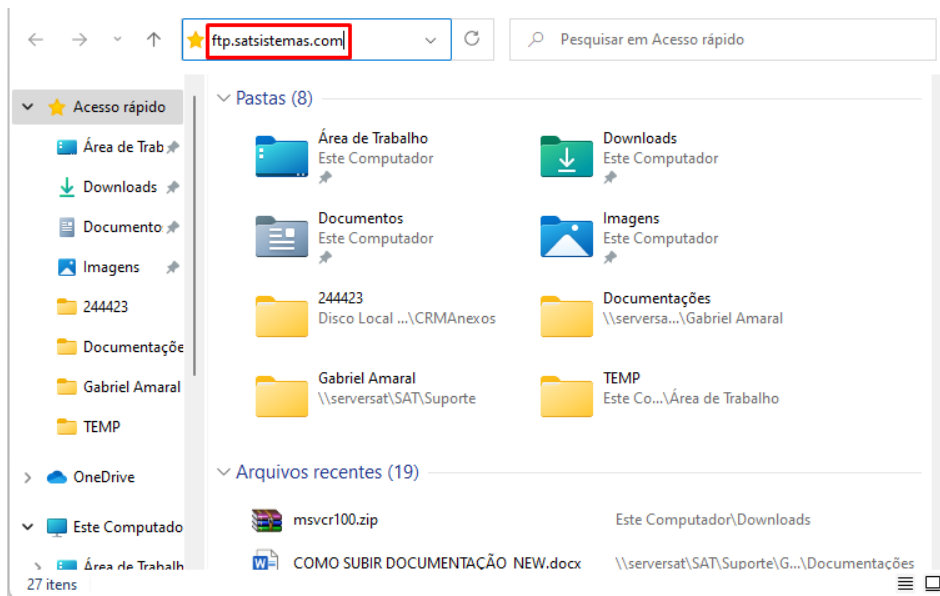 ftp.satsistemas.com
Pesquisar em Acesso rápido
Acesso rápido
Área de Trab
Downloads
Documento
Imagens
244423
Documentaçõe
Gabriel Amaral
TEMP
OneDrive
Este Computado
Área de Trabalh
Pastas (8)
Área de Trabalho
Este Computador
Downloads
Este Computador
Documentos
Este Computador
Imagens
Este Computador
244423
Disco Local ...\CRMAnexos
Documentações
\\serversa...\Gabriel Amaral
Gabriel Amaral
\\serversat\SAT\Suporte
TEMP
Este Co...\Área de Trabalho
Arquivos recentes (19)
msvcr100.zip Este Computador\Downloads
COMO SUBIR DOCUMENTAÇÃO NEW.docx \\serversat\SAT\Suporte\G...\Documentações
27 itens